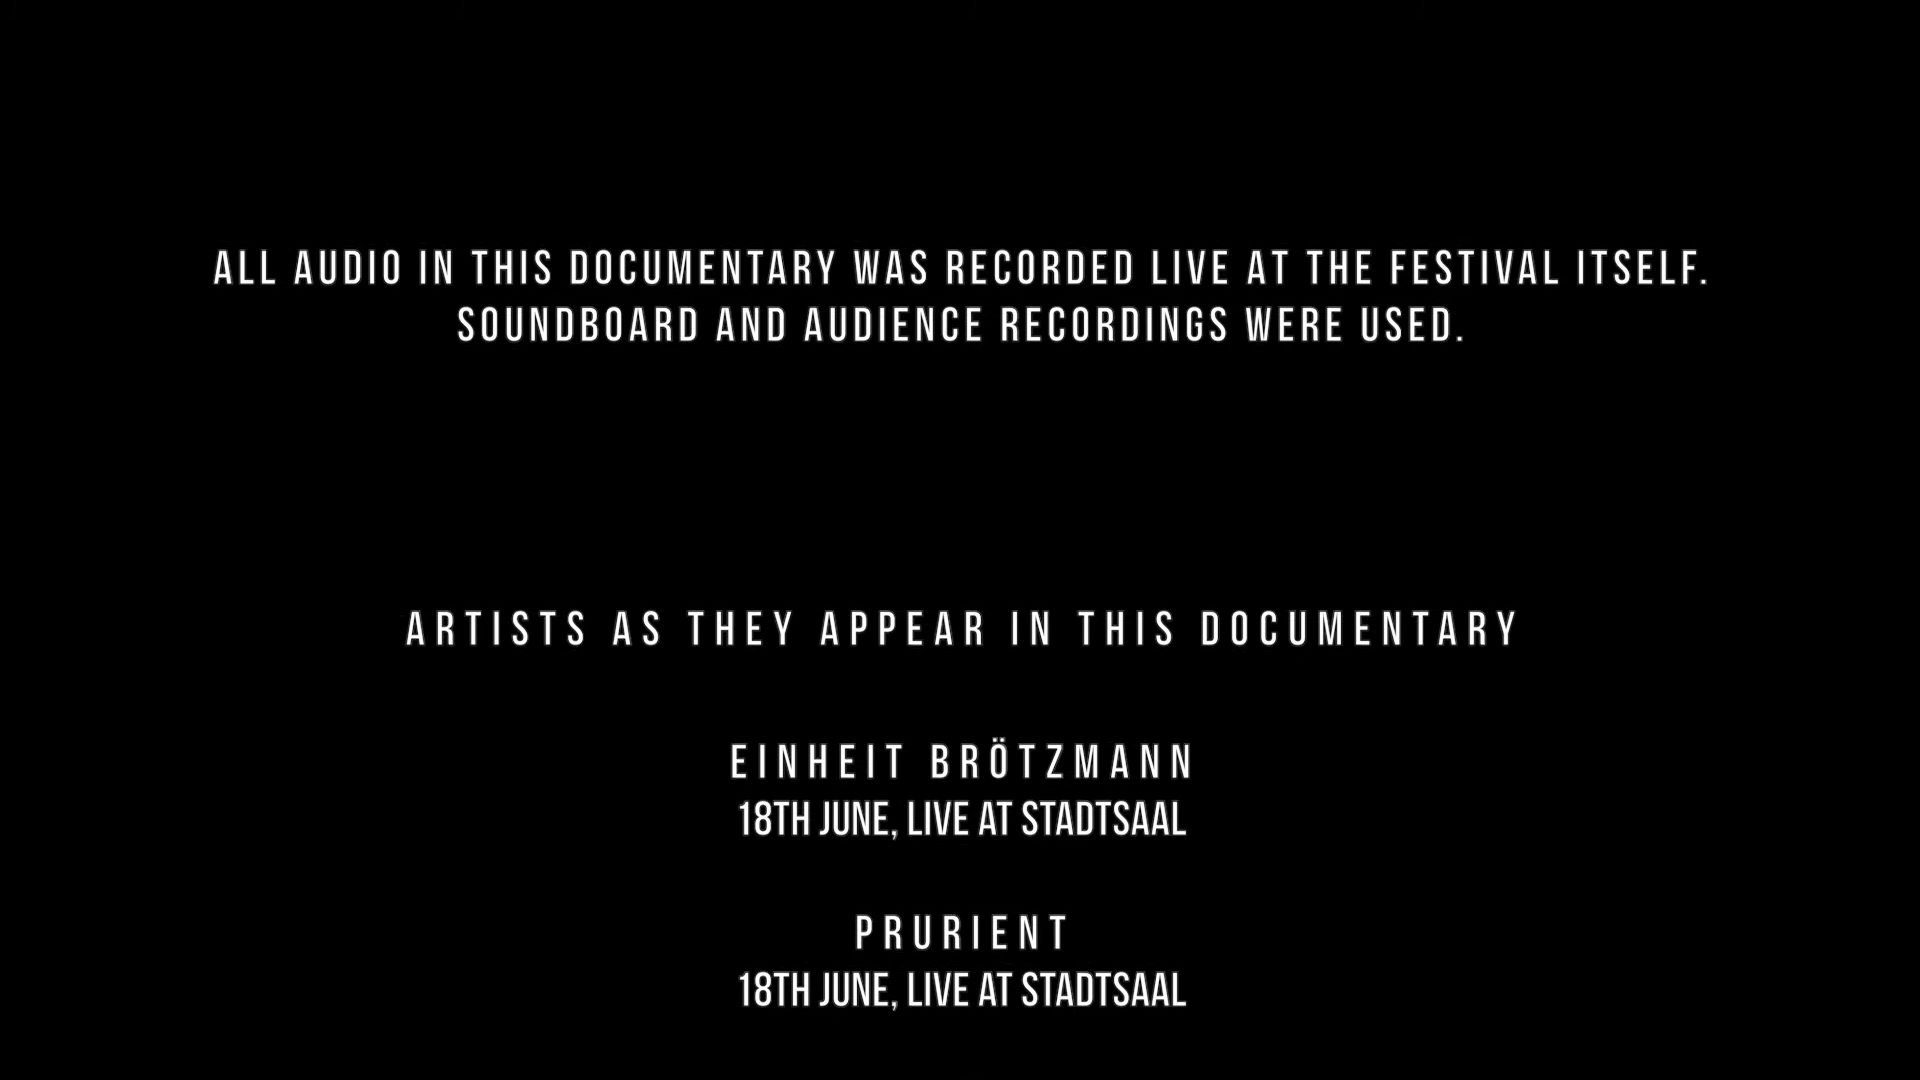 ALL AUDIO IN THIS DOCUMENTARY WAS RECORDED LIVE AT THE FESTIVAL ITSELF.
SOUNDBOARD AND AUDIENCE RECORDINGS WERE USED.
ARTISTS AS THEY APPEAR IN THIS DOCUMENTARY
EINHEIT BRÖTZMANN
18TH JUNE, LIVE AT STADTSAAL
PRURIENT
18TH JUNE, LIVE AT STADTSAAL